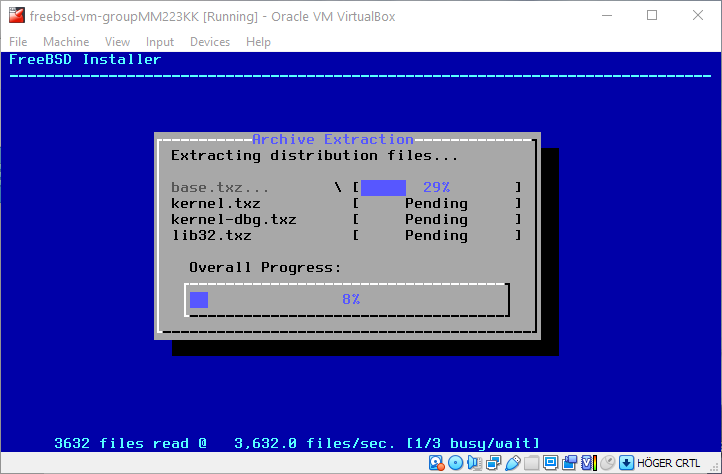 freebsd-vm-groupMM223KK [Running] - Oracle VM VirtualBox
File Machine View Input Devices Help
FreeBSD Installer
Archive Extraction
Extracting distribution files...
base.txz... \ [ 29% ]
kernel.txz [ Pending ]
kernel-dbg.txz [ Pending ]
lib32.txz [ Pending ]
Overall Progress:
8%
3632 files read @ 3,632.0 files/sec. [1/3 busy/wait]
HÖGER CRTL